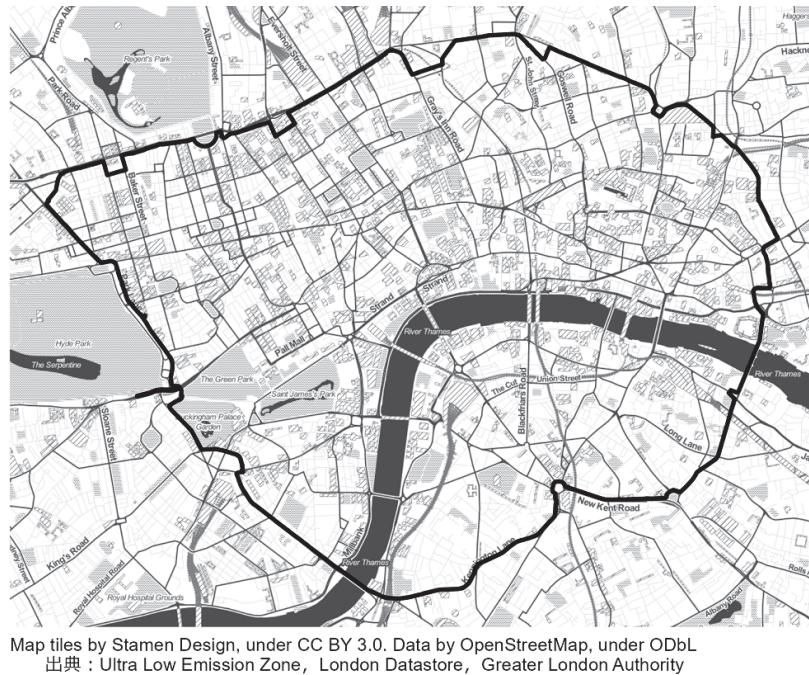 Prince Alb
Albany Street
Eversholt Street
Haggers
Hackne
Regent's Park
Park Road
St John Street
Goswell Road
Gray's Inn Road
Baker Street
Strand
Strand
Pall Mall
Hyde Park
The Serpentine
The Green Park
Saint James's Park
uckingham Palace
Garden
River Thames
River Thames
The Cut
Union Street
Blackfriars Road
Sloane Street
Long Lane
New Kent Road
Millbank
River Thames
King's Road
Royal Hospital Road
Royal Hospital Grounds
Albany Road
Rolls
Map tiles by Stamen Design, under CC BY 3.0. Data by OpenStreetMap, under ODbL
出典：Ultra Low Emission Zone，London Datastore，Greater London Authority